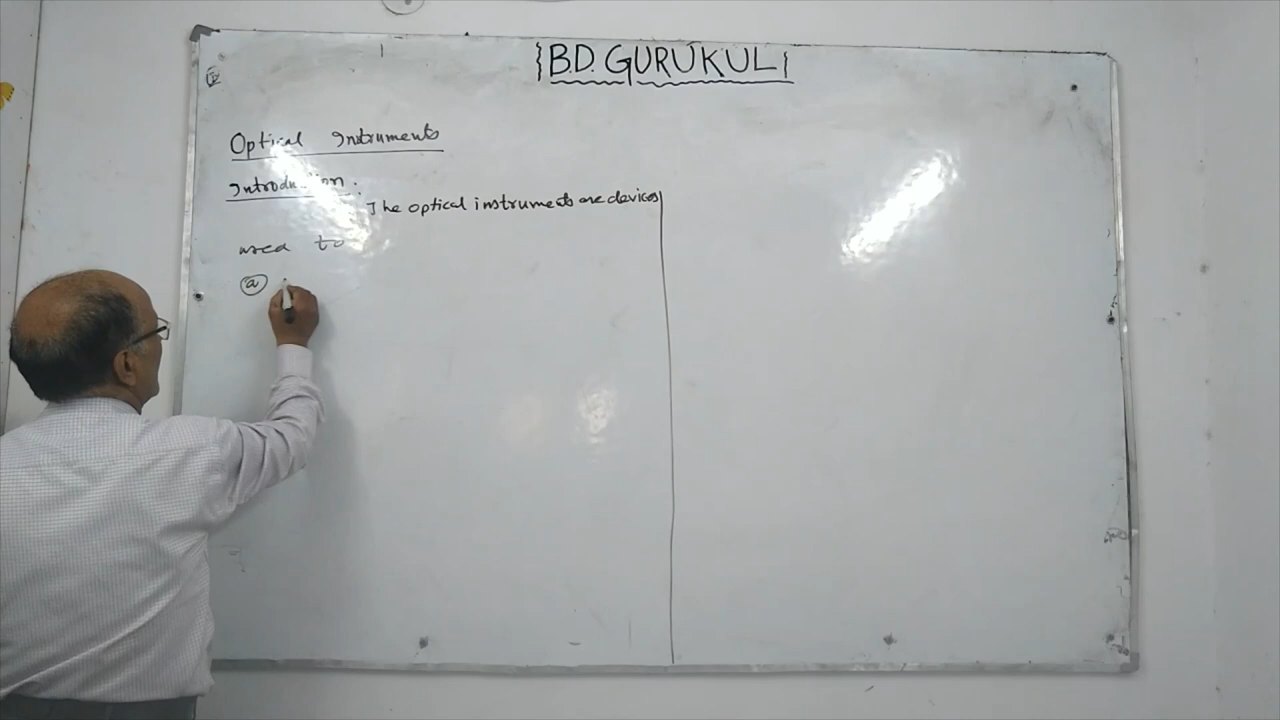 {B.D. GURUKUL}
Optical Instruments
Introduction:
The optical instruments are devices
used to
(a)